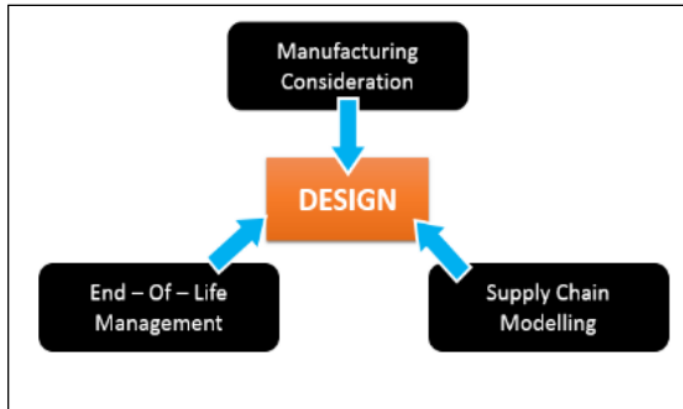 Manufacturing
Consideration
DESIGN
End – Of – Life
Management
Supply Chain
Modelling